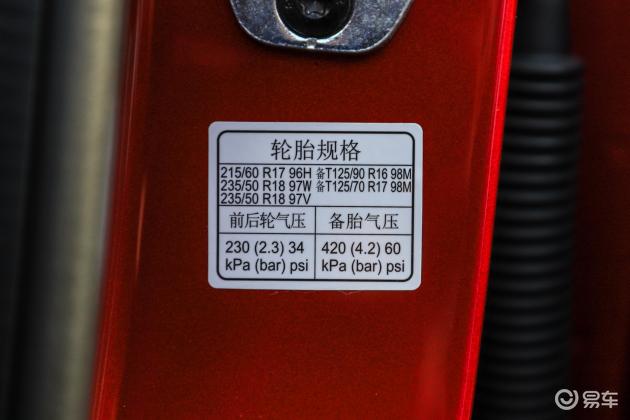 轮胎规格
215/60 R17 96H 备T125/90 R16 98M
235/50 R18 97W 备T125/70 R17 98M
235/50 R18 97V
前后轮气压 备胎气压
230 (2.3) 34 420 (4.2) 60
kPa (bar) psi kPa (bar) psi
易车